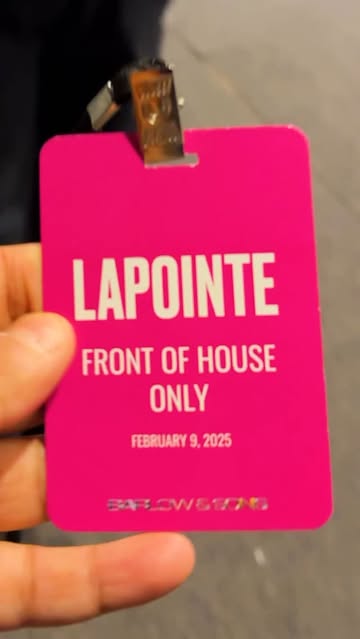 LAPOINTE
FRONT OF HOUSE
ONLY
FEBRUARY 9, 2025
BARLOW & SONS